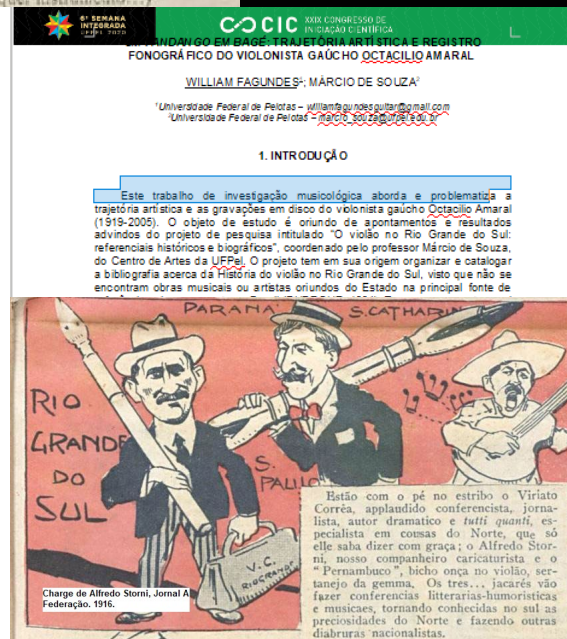 6ª SEMANA
INTEGRADA
UFPEL 2020
COCIC
XXIX CONGRESSO DE
INICIAÇÃO CIENTÍFICA
FANDANGO EM BAGÉ: TRAJETÓRIA ARTÍSTICA E REGISTRO
FONOGRÁFICO DO VIOLONISTA GAÚCHO OCTACILIO AMARAL
WILLIAM FAGUNDES¹; MÁRCIO DE SOUZA²
¹Universidade Federal de Pelotas – williamfagundesguitar@gmail.com
²Universidade Federal de Pelotas – marcio_souza@ufpel.edu.br
1. INTRODUÇÃO
Este trabalho de investigação musicológica aborda e problematiza a
trajetória artística e as gravações em disco do violonista gaúcho Octacilio Amaral
(1919-2005). O objeto de estudo é oriundo de apontamentos e resultados
advindos do projeto de pesquisa intitulado "O violão no Rio Grande do Sul:
referenciais históricos e biográficos", coordenado pelo professor Márcio de Souza,
do Centro de Artes da UFPel. O projeto tem em sua origem organizar e catalogar
a bibliografia acerca da História do violão no Rio Grande do Sul, visto que não se
encontram obras musicais ou artistas oriundos do Estado na principal fonte de
PARANÁ
S. CATHARIN
RIO
GRANDE
DO
SUL
S.
PAULO
V.C.
RIOGRANDE
Estão com o pé no estribo o Viriato
Corrêa, applaudido conferencista, jorna-
lista, autor dramatico e tutti quanti, es-
pecialista em cousas do Norte, que só
elle saba dizer com graça; o Alfredo Stor-
ni, nosso companheiro caricaturista e o
"Pernambuco", bicho onça no violão, ser-
tanejo da gemma. Os tres... jacarés vão
fazer conferencias litterarias-humoristicas
e musicaes, tornando conhecidas no sul as
preciosidades do Norte e fazendo outras
diabruras nacionalistas.
Charge de Alfredo Storni, Jornal A
Federação. 1916.